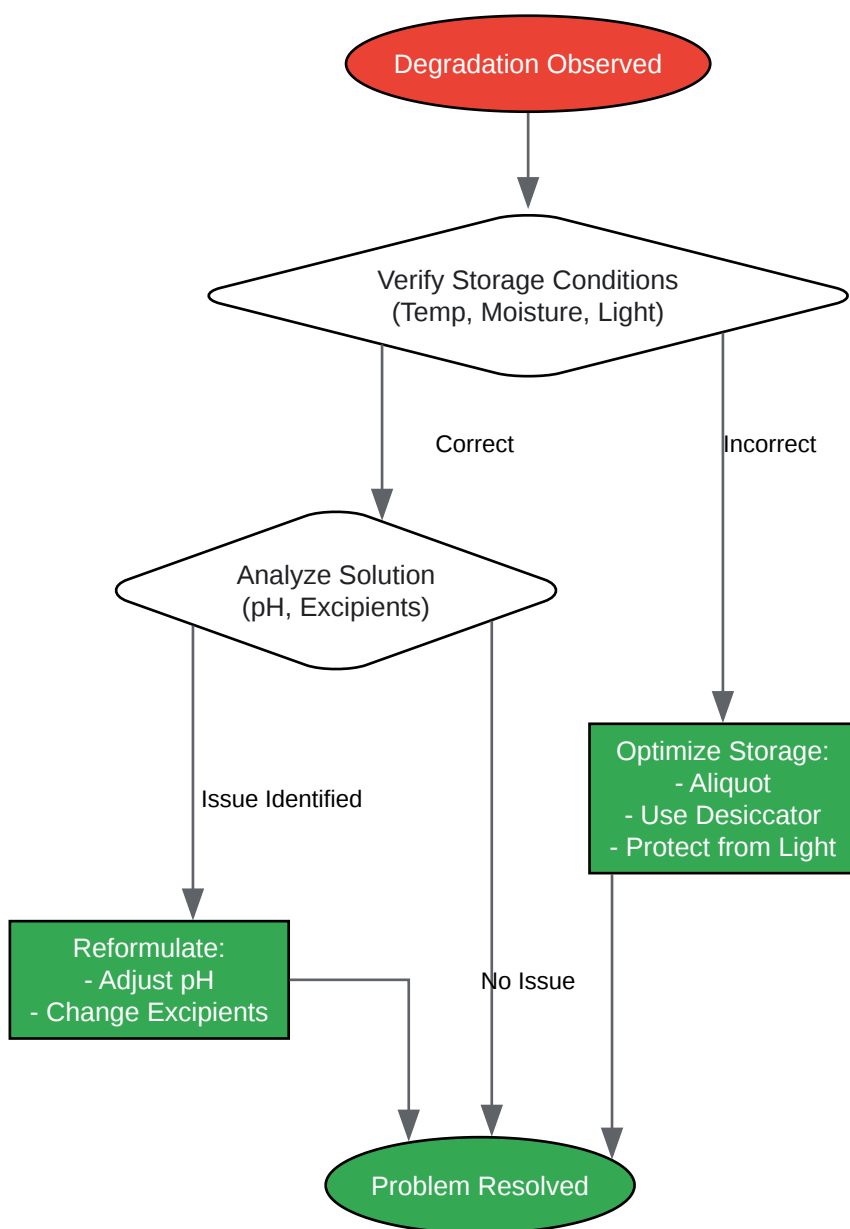 Degradation Observed
Verify Storage Conditions
(Temp, Moisture, Light)
Correct
Incorrect
Analyze Solution
(pH, Excipients)
Optimize Storage:
- Aliquot
- Use Desiccator
- Protect from Light
Issue Identified
Reformulate:
- Adjust pH
- Change Excipients
No Issue
Problem Resolved